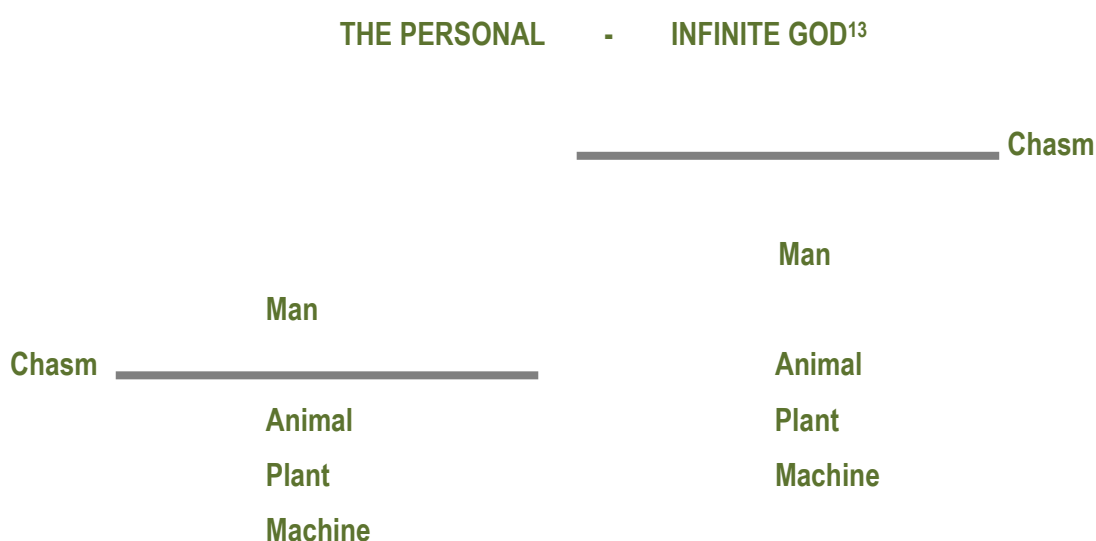 THE PERSONAL - INFINITE GOD13
Chasm
Man
Man
Chasm Animal
Animal Plant
Plant Machine
Machine